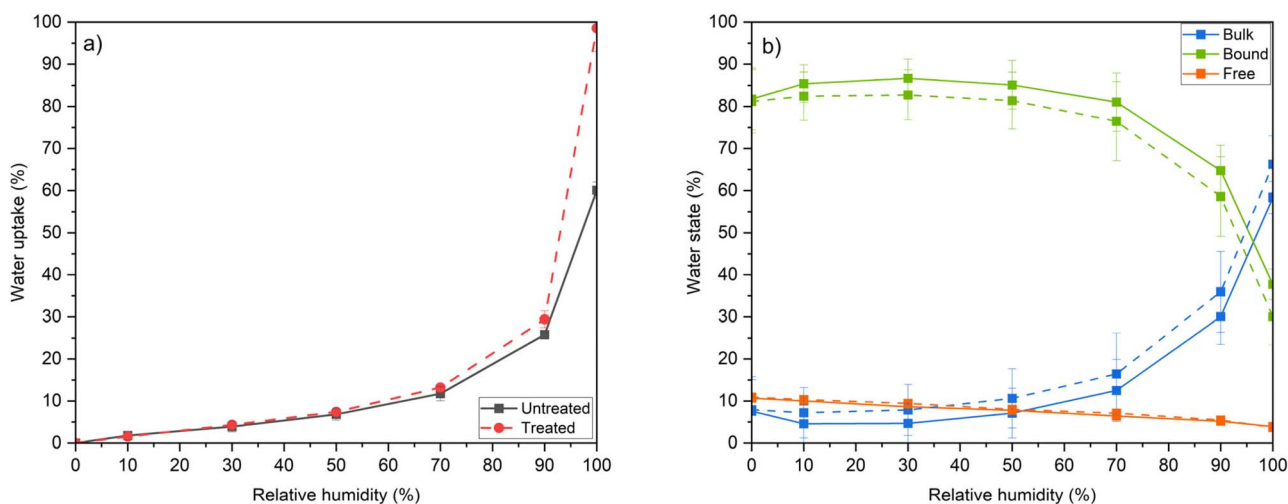 a)
Water uptake (%)
100
90
80
70
60
50
40
30
20
10
0
0 10 20 30 40 50 60 70 80 90 100
Relative humidity (%)
Untreated
Treated
b)
Water state (%)
100
90
80
70
60
50
40
30
20
10
0
0 10 20 30 40 50 60 70 80 90 100
Relative humidity (%)
Bulk
Bound
Free